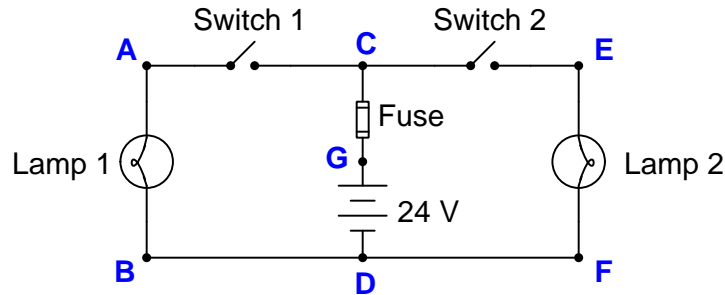 Switch 1
Switch 2
A
C
E
Fuse
Lamp 1
G
Lamp 2
24 V
B
D
F